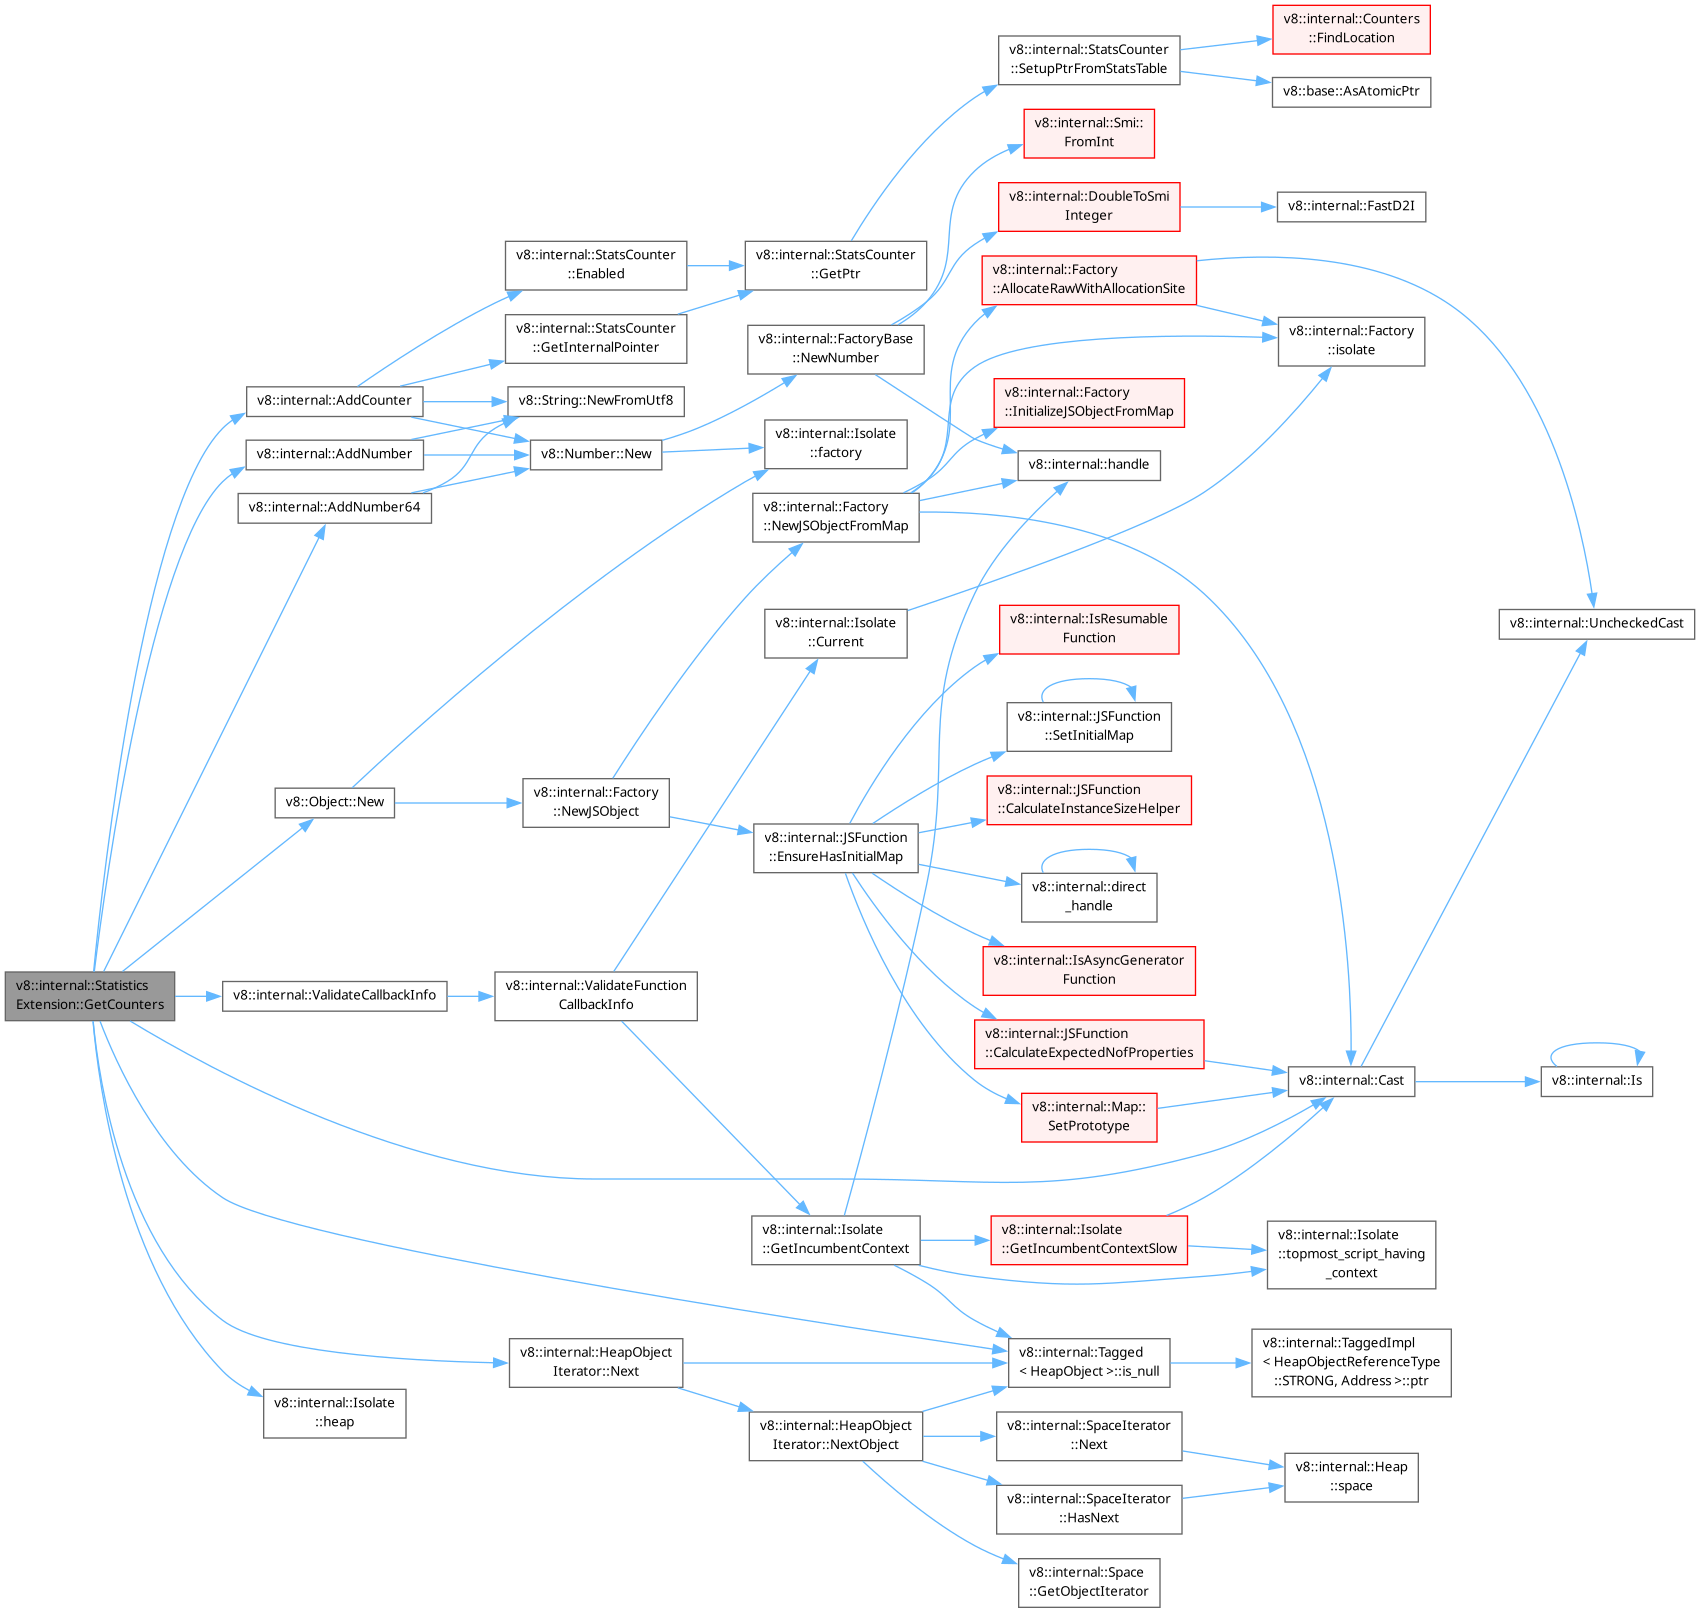 v8::internal::Counters
::FindLocation
v8::internal::StatsCounter
::SetupPtrFromStatsTable
v8::base::AsAtomicPtr
v8::internal::Smi::
FromInt
v8::internal::DoubleToSmi
Integer
v8::internal::FastD2I
v8::internal::StatsCounter
::Enabled
v8::internal::StatsCounter
::GetPtr
v8::internal::Factory
::AllocateRawWithAllocationSite
v8::internal::StatsCounter
::GetInternalPointer
v8::internal::FactoryBase
::NewNumber
v8::internal::Factory
::isolate
v8::internal::AddCounter
v8::String::NewFromUtf8
v8::internal::Factory
::InitializeJSObjectFromMap
v8::internal::AddNumber
v8::Number::New
v8::internal::Isolate
::factory
v8::internal::handle
v8::internal::AddNumber64
v8::internal::Factory
::NewJSObjectFromMap
v8::internal::Isolate
::Current
v8::internal::IsResumable
Function
v8::internal::UncheckedCast
v8::internal::JSFunction
::SetInitialMap
v8::Object::New
v8::internal::Factory
::NewJSObject
v8::internal::JSFunction
::CalculateInstanceSizeHelper
v8::internal::JSFunction
::EnsureHasInitialMap
v8::internal::direct
_handle
v8::internal::Statistics
Extension::GetCounters
v8::internal::ValidateCallbackInfo
v8::internal::ValidateFunction
CallbackInfo
v8::internal::IsAsyncGenerator
Function
v8::internal::JSFunction
::CalculateExpectedNofProperties
v8::internal::Cast
v8::internal::Is
v8::internal::Map::
SetPrototype
v8::internal::Isolate
::GetIncumbentContext
v8::internal::Isolate
::GetIncumbentContextSlow
v8::internal::Isolate
::topmost_script_having
_context
v8::internal::HeapObject
Iterator::Next
v8::internal::Tagged
< HeapObject >::is_null
v8::internal::TaggedImpl
< HeapObjectReferenceType
::STRONG, Address >::ptr
v8::internal::Isolate
::heap
v8::internal::HeapObject
Iterator::NextObject
v8::internal::SpaceIterator
::Next
v8::internal::Heap
::space
v8::internal::SpaceIterator
::HasNext
v8::internal::Space
::GetObjectIterator